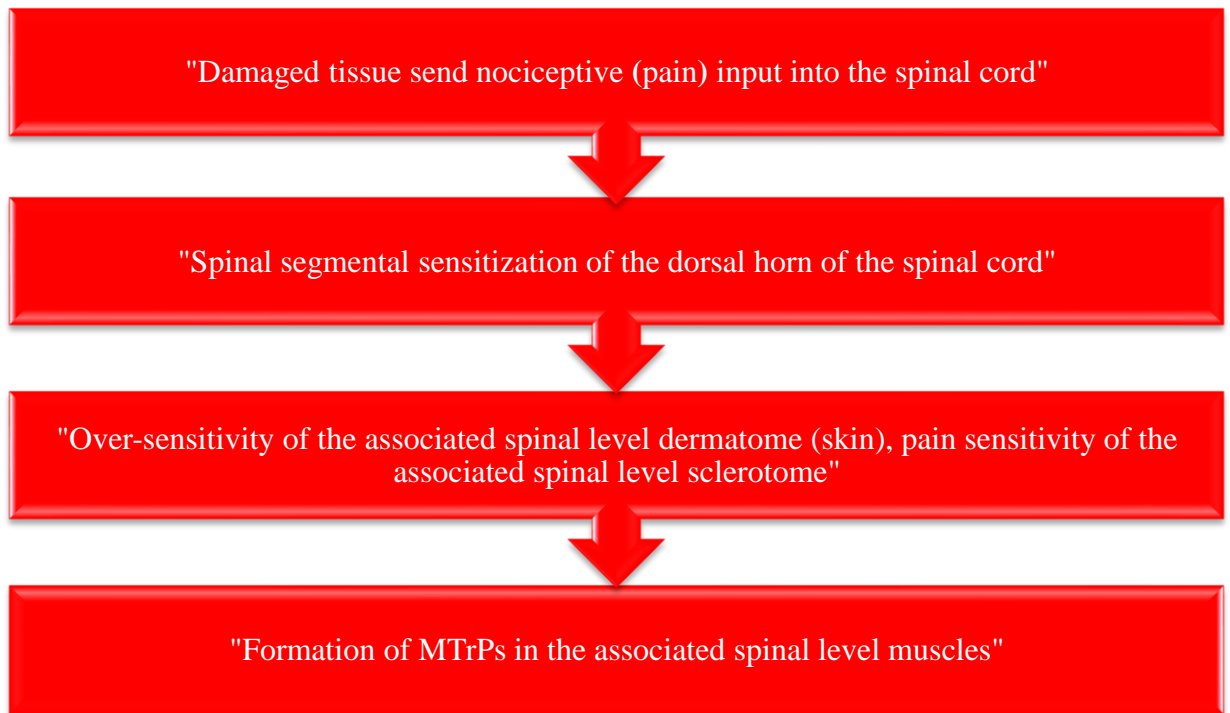 "Damaged tissue send nociceptive (pain) input into the spinal cord"
"Spinal segmental sensitization of the dorsal horn of the spinal cord"
"Over-sensitivity of the associated spinal level dermatome (skin), pain sensitivity of the
associated spinal level sclerotome"
"Formation of MTrPs in the associated spinal level muscles"